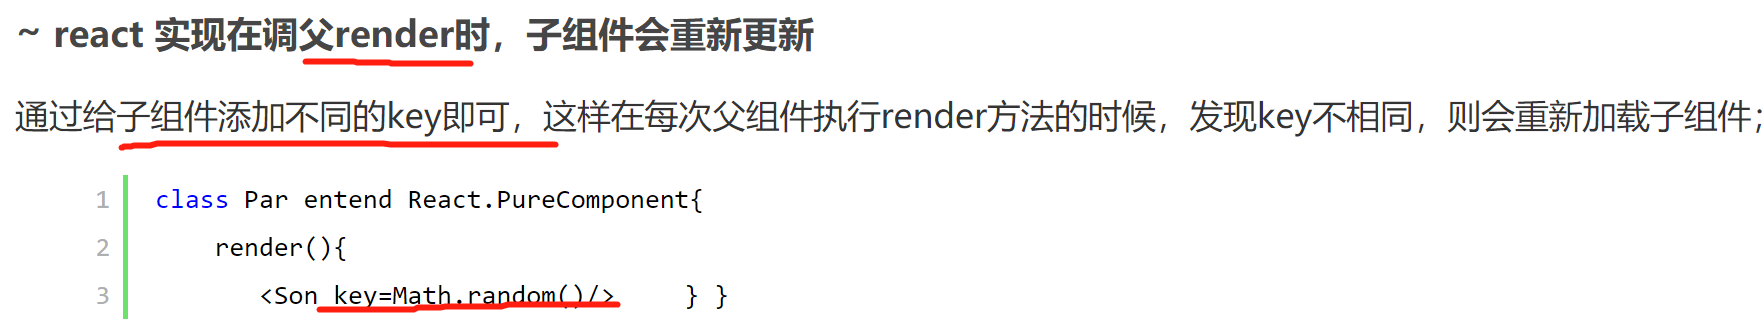 ~ react 实现在调父render时，子组件会重新更新
通过给子组件添加不同的key即可，这样在每次父组件执行render方法的时候，发现key不相同，则会重新加载子组件；
1 class Par entend React.PureComponent{
2 render(){
3 <Son key=Math.random()/> } }